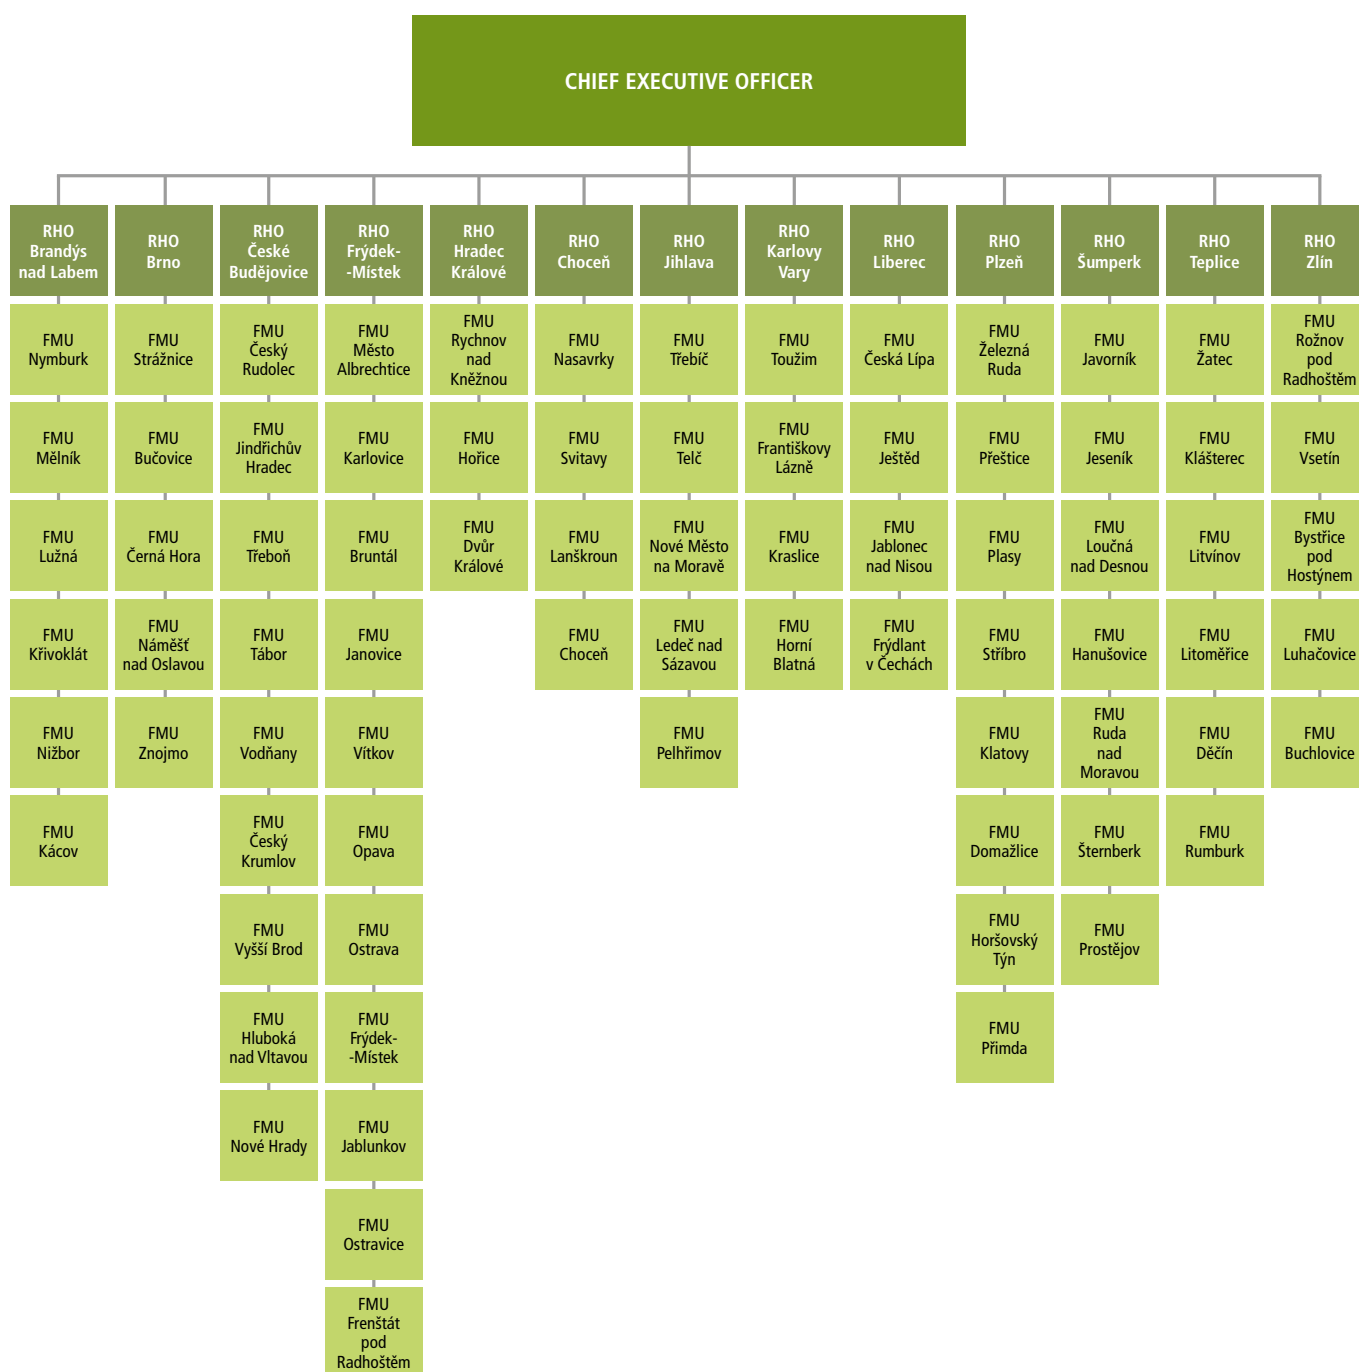 CHIEF EXECUTIVE OFFICER
RHO
Brandýs
nad Labem
FMU
Nymburk
FMU
Mělník
FMU
Lužná
FMU
Křivoklát
FMU
Nižbor
FMU
Kácov
RHO
Brno
FMU
Strážnice
FMU
Bučovice
FMU
Černá Hora
FMU
Náměšť
nad Oslavou
FMU
Znojmo
RHO
České
Budějovice
FMU
Český
Rudolec
FMU
Jindřichův
Hradec
FMU
Třeboň
FMU
Tábor
FMU
Vodňany
FMU
Český
Krumlov
FMU
Vyšší Brod
FMU
Hluboká
nad Vltavou
FMU
Nové Hrady
RHO
Frýdek-
-Místek
FMU
Město
Albrechtice
FMU
Karlovice
FMU
Bruntál
FMU
Janovice
FMU
Vítkov
FMU
Opava
FMU
Ostrava
FMU
Frýdek-
-Místek
FMU
Jablunkov
FMU
Ostravice
FMU
Frenštát
pod
Radhoštěm
RHO
Hradec
Králové
FMU
Rychnov
nad
Kněžnou
FMU
Hořice
FMU
Dvůr
Králové
RHO
Choceň
FMU
Nasavrky
FMU
Svitavy
FMU
Lanškroun
FMU
Choceň
RHO
Jihlava
FMU
Třebíč
FMU
Telč
FMU
Nové Město
na Moravě
FMU
Ledeč nad
Sázavou
FMU
Pelhřimov
RHO
Karlovy
Vary
FMU
Toužim
FMU
Františkovy
Lázně
FMU
Kraslice
FMU
Horní
Blatná
RHO
Liberec
FMU
Česká Lípa
FMU
Ještěd
FMU
Jablonec
nad Nisou
FMU
Frýdlant
v Čechách
RHO
Plzeň
FMU
Železná
Ruda
FMU
Přeštice
FMU
Plasy
FMU
Stříbro
FMU
Klatovy
FMU
Domažlice
FMU
Horšovský
Týn
FMU
Přimda
RHO
Šumperk
FMU
Javorník
FMU
Jeseník
FMU
Loučná
nad Desnou
FMU
Hanušovice
FMU
Ruda
nad
Moravou
FMU
Šternberk
FMU
Prostějov
RHO
Teplice
FMU
Žatec
FMU
Klášterec
FMU
Litvínov
FMU
Litoměřice
FMU
Děčín
FMU
Rumburk
RHO
Zlín
FMU
Rožnov
pod
Radhoštěm
FMU
Vsetín
FMU
Bystřice
pod
Hostýnem
FMU
Luhačovice
FMU
Buchlovice